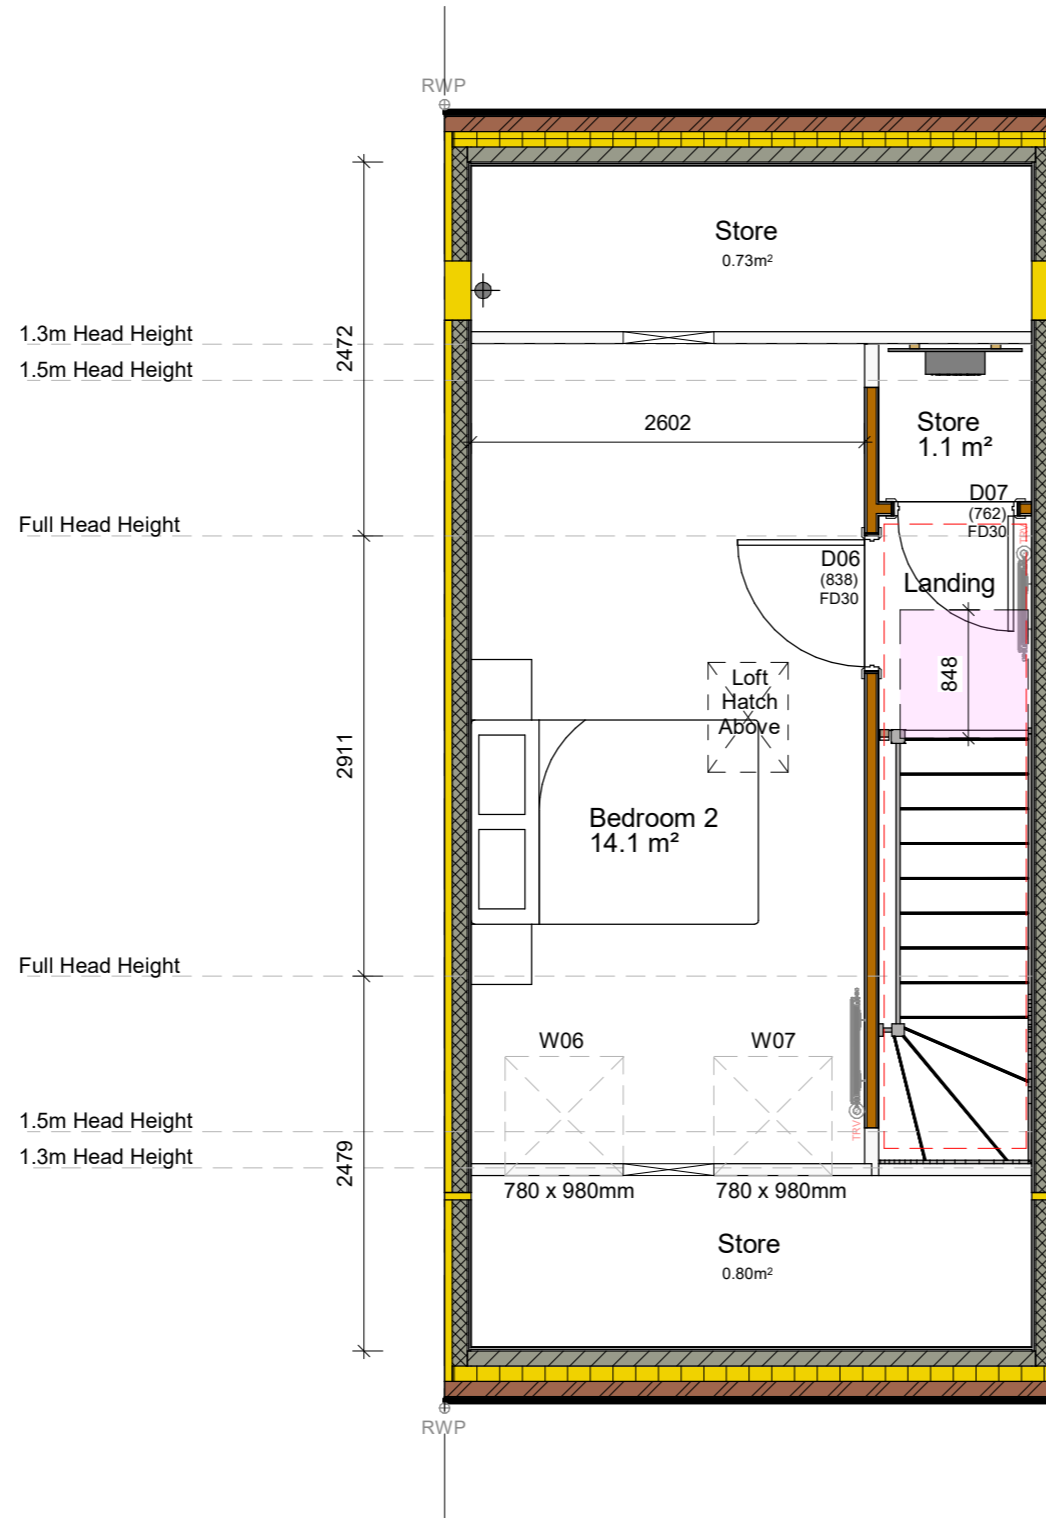 RWP
Store
0.73m²
1.3m Head Height
2472
1.5m Head Height
2602
Store
1.1 m²
D07
(762)
FD30
TRV
Full Head Height
D06
(838)
FD30
Landing
848
Loft
Hatch
Above
2911
Bedroom 2
14.1 m²
Full Head Height
W06
W07
1.5m Head Height
TRV
1.3m Head Height
2479
780 x 980mm
780 x 980mm
Store
0.80m²
RWP